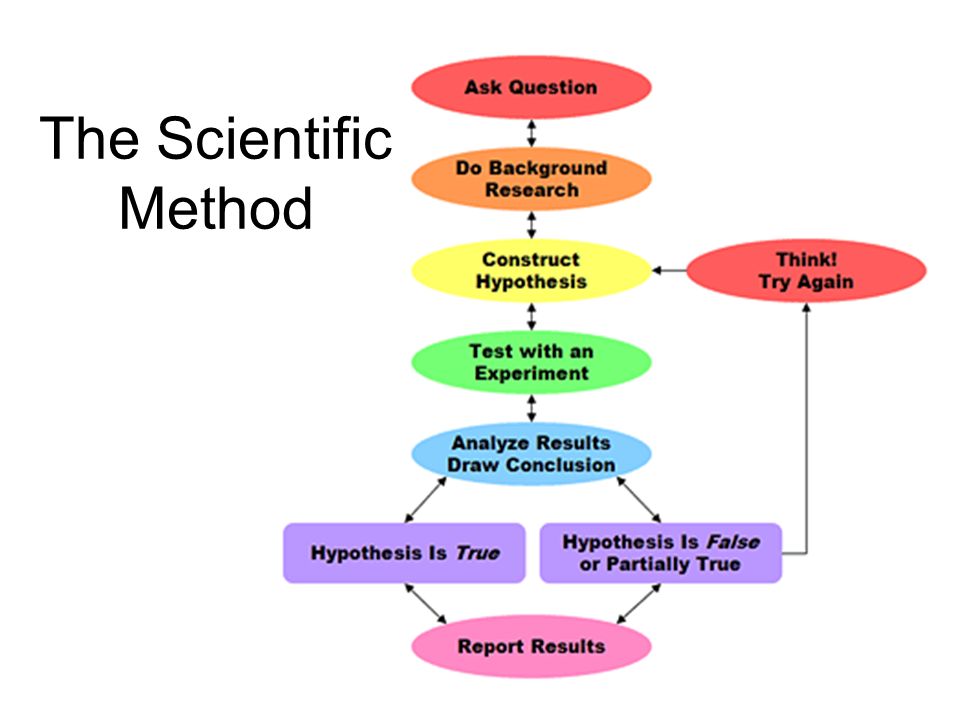 The Scientific
Method
Ask Question
Do Background
Research
Construct
Hypothesis
Think!
Try Again
Test with an
Experiment
Analyze Results
Draw Conclusion
Hypothesis Is True
Hypothesis Is False
or Partially True
Report Results